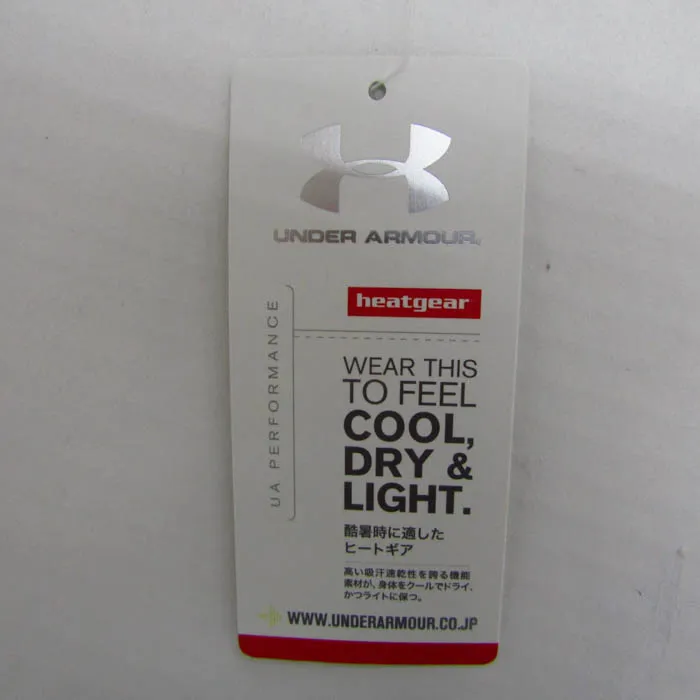 UNDER ARMOUR.
heatgear
UA PERFORMANCE
WEAR THIS
TO FEEL
COOL,
DRY &
LIGHT.
酷暑時に適した
ヒートギア
高い吸汗速乾性を誇る機能
素材が、身体をクールでドライ、
かつライトに保つ。
WWW.UNDERARMOUR.CO.JP